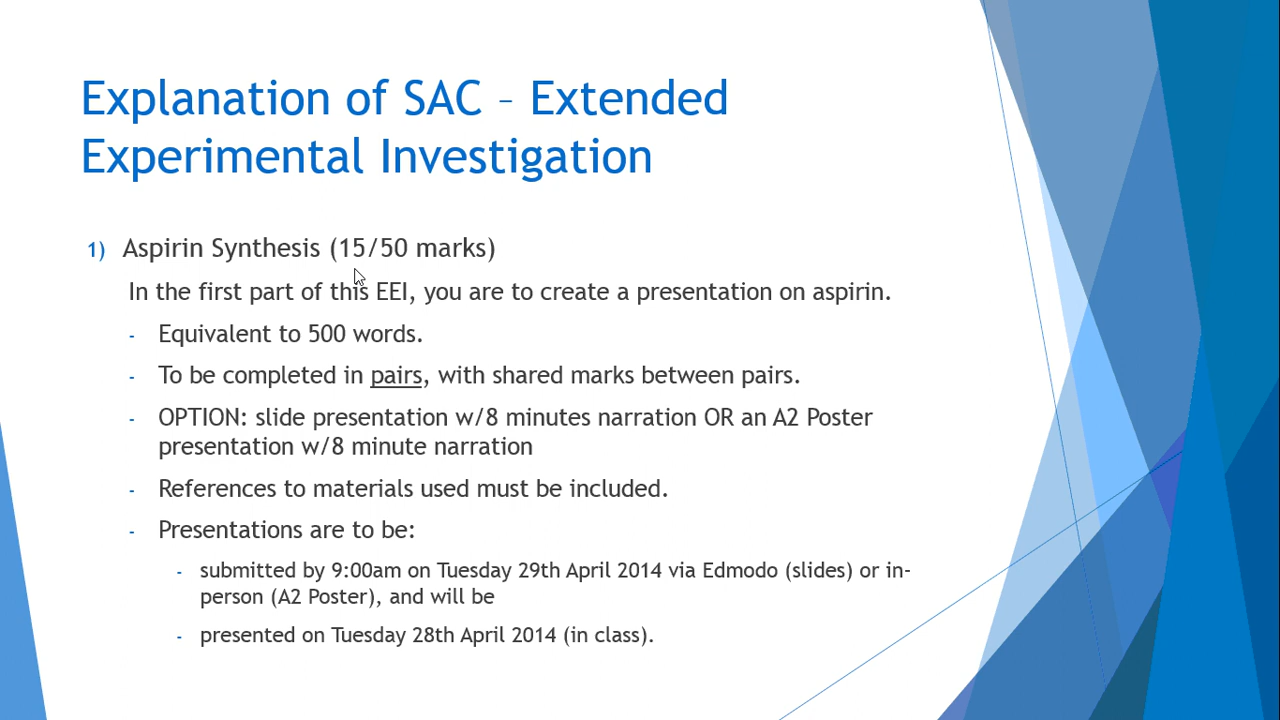 Explanation of SAC – Extended
Experimental Investigation
1) Aspirin Synthesis (15/50 marks)
In the first part of this EEI, you are to create a presentation on aspirin.
- Equivalent to 500 words.
- To be completed in pairs, with shared marks between pairs.
- OPTION: slide presentation w/8 minutes narration OR an A2 Poster
presentation w/8 minute narration
- References to materials used must be included.
- Presentations are to be:
- submitted by 9:00am on Tuesday 29th April 2014 via Edmodo (slides) or in-
person (A2 Poster), and will be
- presented on Tuesday 28th April 2014 (in class).